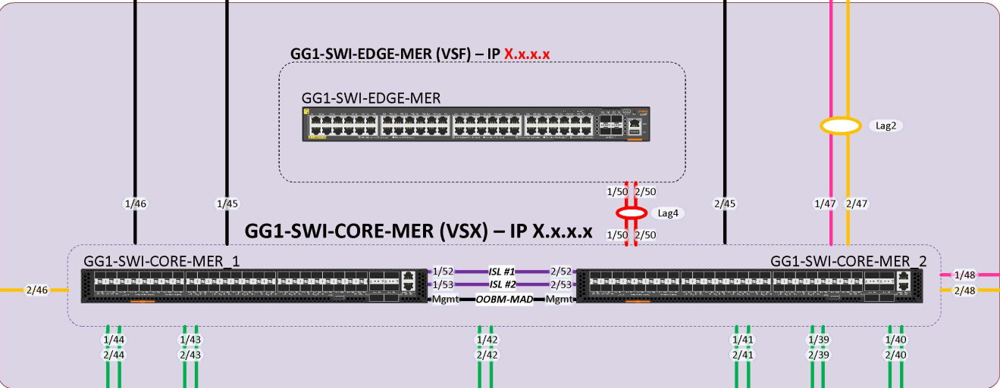 GG1-SWI-EDGE-MER (VSF) – IP X.x.x.x
GG1-SWI-EDGE-MER
Lag2
1/46
1/45
1/50
2/50
2/45
1/47
2/47
Lag4
GG1-SWI-CORE-MER (VSX) – IP X.x.x.x
1/50
2/50
GG1-SWI-CORE-MER_1
GG1-SWI-CORE-MER_2
1/52
ISL #1
2/52
1/48
1/53
ISL #2
2/53
2/46
2/48
Mgmt
OOBM-MAD
Mgmt
1/44
1/43
1/42
1/41
1/39
1/40
2/44
2/43
2/42
2/41
2/39
2/40